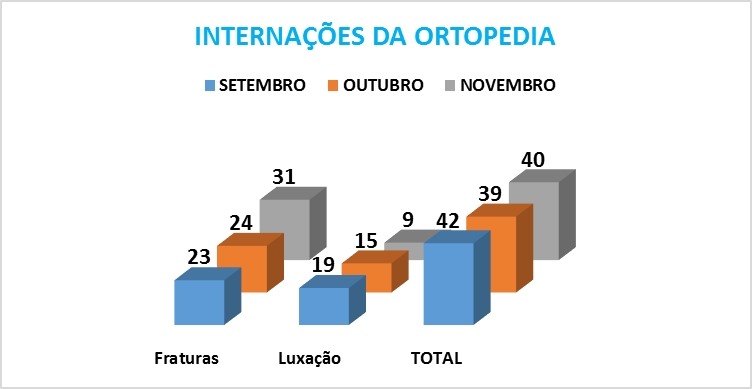 INTERNAÇÕES DA ORTOPEDIA
SETEMBRO OUTUBRO NOVEMBRO
23 24 31 19 15 9 42 39 40
Fraturas Luxação TOTAL